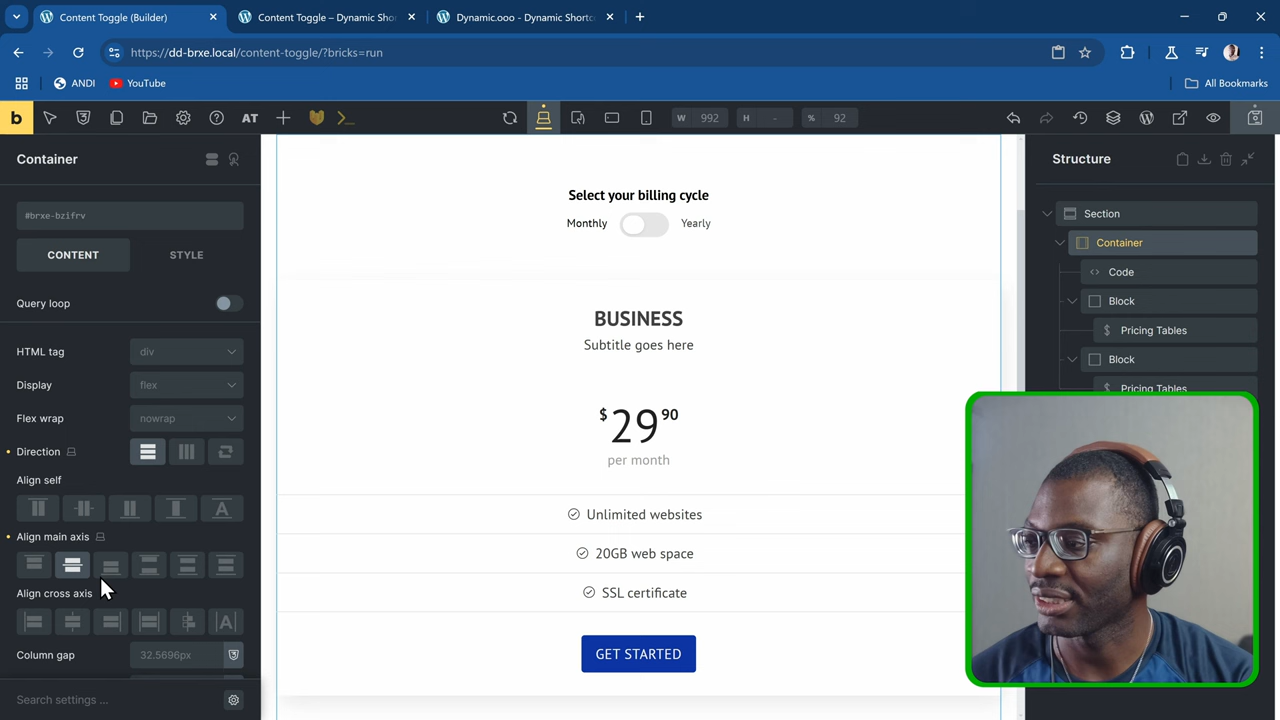 Content Toggle (Builder)
Content Toggle – Dynamic Shor
Dynamic.ooo - Dynamic Shortc
https://dd-brxe.local/content-toggle/?bricks=run
ANDI
YouTube
All Bookmarks
b
AT
W 992
H -
% 92
Container
#brxe-bzifrv
CONTENT
STYLE
Query loop
HTML tag
div
Display
flex
Flex wrap
nowrap
Direction
Align self
A
Align main axis
Align cross axis
A
Column gap
32.5696px
Search settings ...
Select your billing cycle
Monthly
Yearly
BUSINESS
Subtitle goes here
$ 29 90
per month
Unlimited websites
20GB web space
SSL certificate
GET STARTED
Structure
Section
Container
Code
Block
Pricing Tables
Block
Pricing Tables